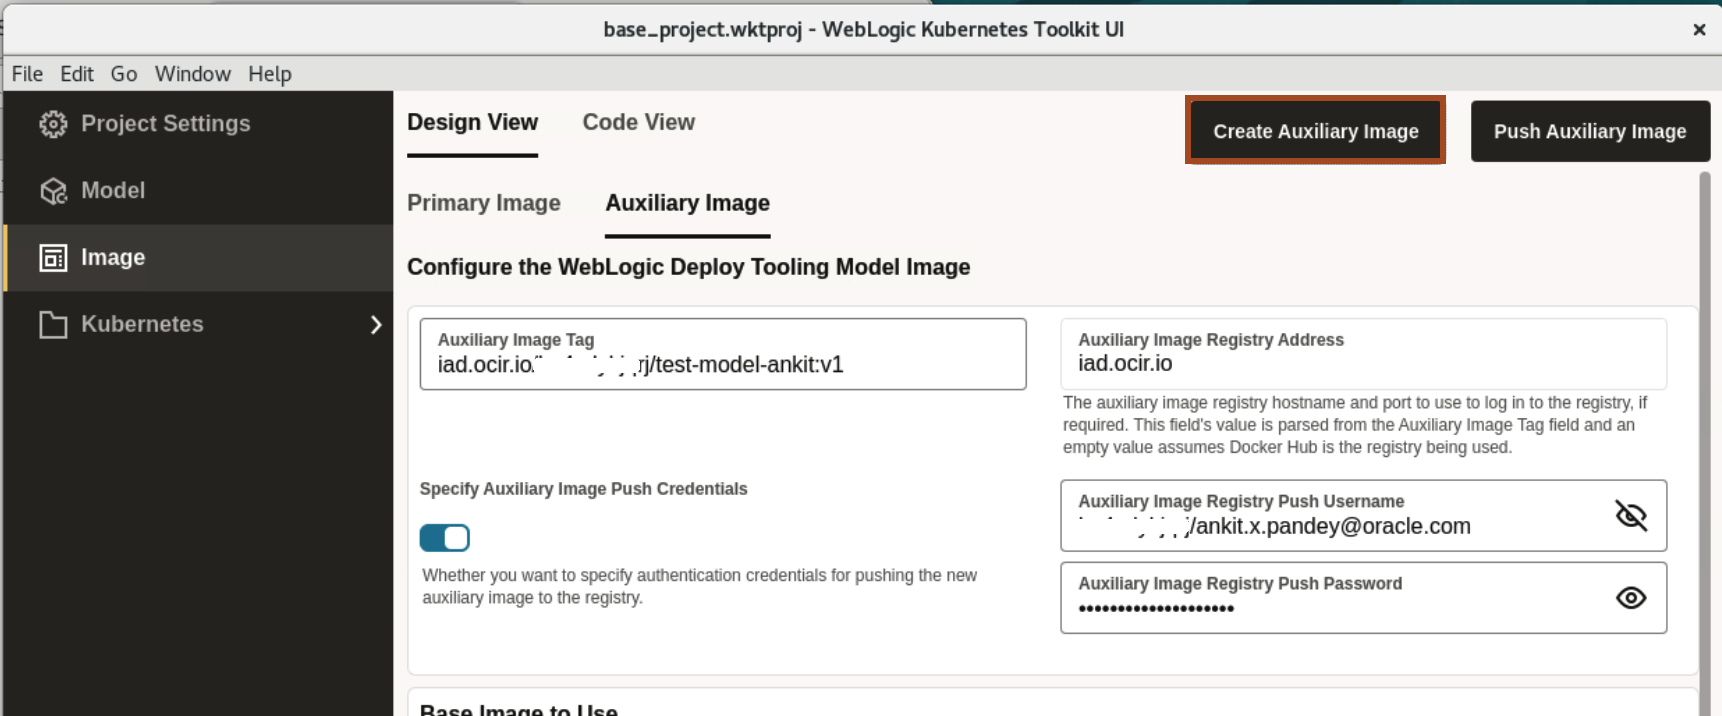 base_project.wktproj - WebLogic Kubernetes Toolkit UI
File Edit Go Window Help
Project Settings
Model
Image
Kubernetes
Design View Code View
Create Auxiliary Image Push Auxiliary Image
Primary Image Auxiliary Image
Configure the WebLogic Deploy Tooling Model Image
Auxiliary Image Tag
iad.ocir.io/ /test-model-ankit:v1
Auxiliary Image Registry Address
iad.ocir.io
The auxiliary image registry hostname and port to use to log in to the registry, if
required. This field's value is parsed from the Auxiliary Image Tag field and an
empty value assumes Docker Hub is the registry being used.
Specify Auxiliary Image Push Credentials
Whether you want to specify authentication credentials for pushing the new
auxiliary image to the registry.
Auxiliary Image Registry Push Username
/ankit.x.pandey@oracle.com
Auxiliary Image Registry Push Password
••••••••••••••••••••
Base Image to Use